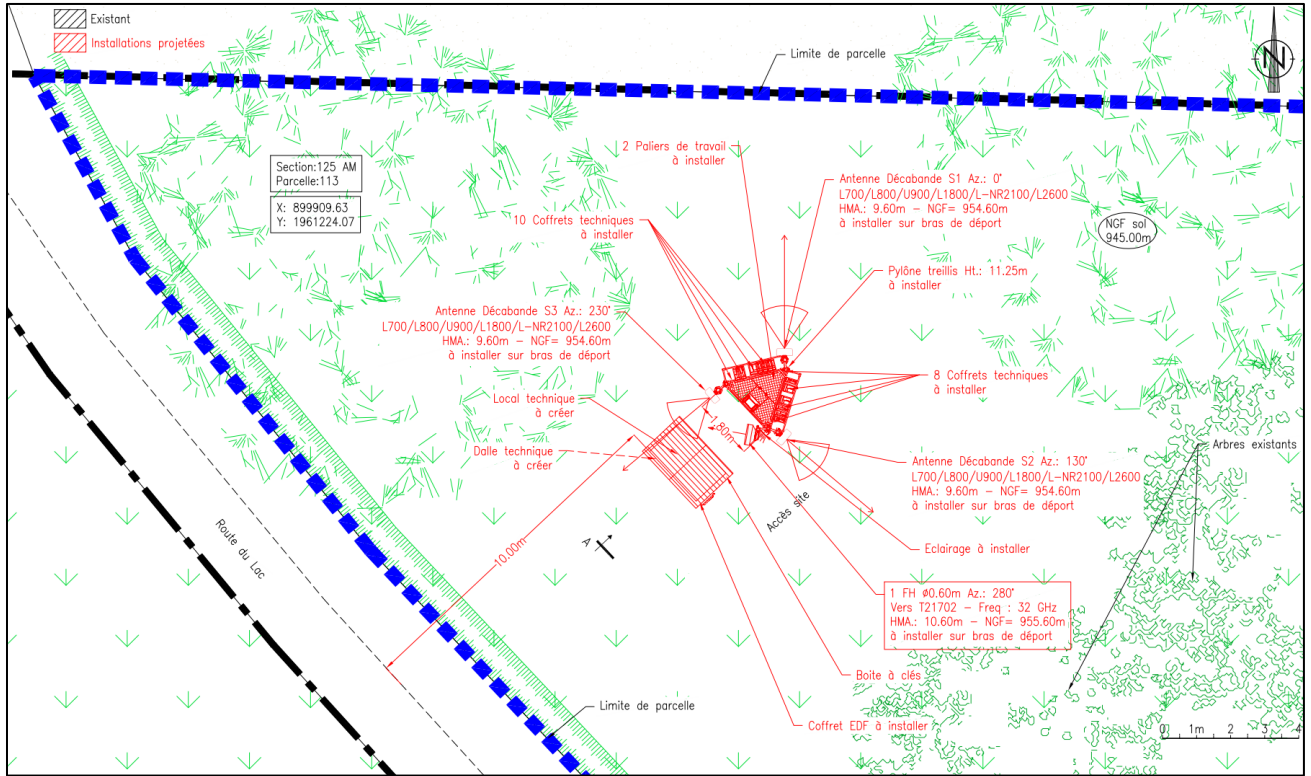 Existant
Installations projetées
Limite de parcelle
N
Section:125 AM
Parcelle:113
X: 899909.63
Y: 1961224.07
2 Paliers de travail
à installer
Antenne Décabande S1 Az.: 0°
L700/L800/U900/L1800/L-NR2100/L2600
HMA.: 9.60m - NGF= 954.60m
à installer sur bras de départ
10 Coffrets techniques
à installer
NGF sol
945.00m
Pylône treillis Ht.: 11.25m
à installer
Antenne Décabande S3 Az.: 230°
L700/L800/U900/L1800/L-NR2100/L2600
HMA.: 9.60m - NGF= 954.60m
à installer sur bras de départ
8 Coffrets techniques
à installer
Local technique
à créer
1,80m
Dalle technique
à créer
Arbres existants
Antenne Décabande S2 Az.: 130°
L700/L800/U900/L1800/L-NR2100/L2600
HMA.: 9.60m - NGF= 954.60m
à installer sur bras de départ
Accès site
Route du Lac
A
10.00m
Eclairage à installer
1 FH ø0.60m Az.: 280°
Vers T21702 - Freq : 32 GHz
HMA.: 10.60m - NGF= 955.60m
à installer sur bras de départ
Boite à clés
Limite de parcelle
Coffret EDF à installer
0 1m 2 3 4